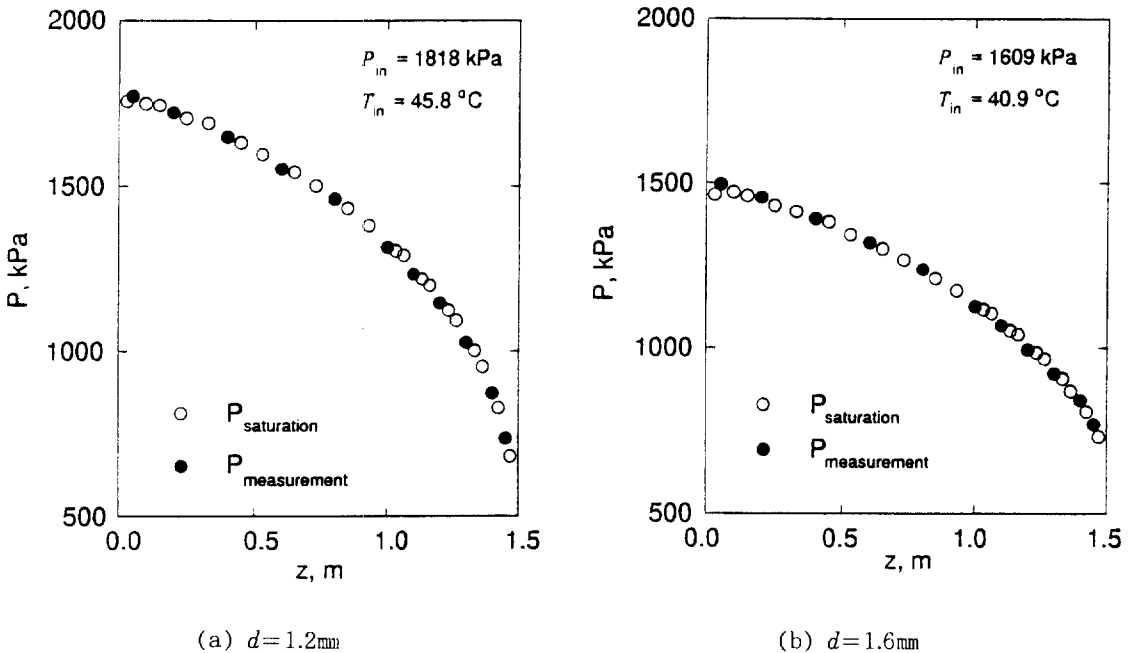 2000
1500
1000
500
P, kPa
0.0 0.5 1.0 1.5
z, m
P_in = 1818 kPa
T_in = 45.8 °C
○ P_saturation
● P_measurement
(a) d=1.2mm
2000
1500
1000
500
P, kPa
0.0 0.5 1.0 1.5
z, m
P_in = 1609 kPa
T_in = 40.9 °C
○ P_saturation
● P_measurement
(b) d=1.6mm